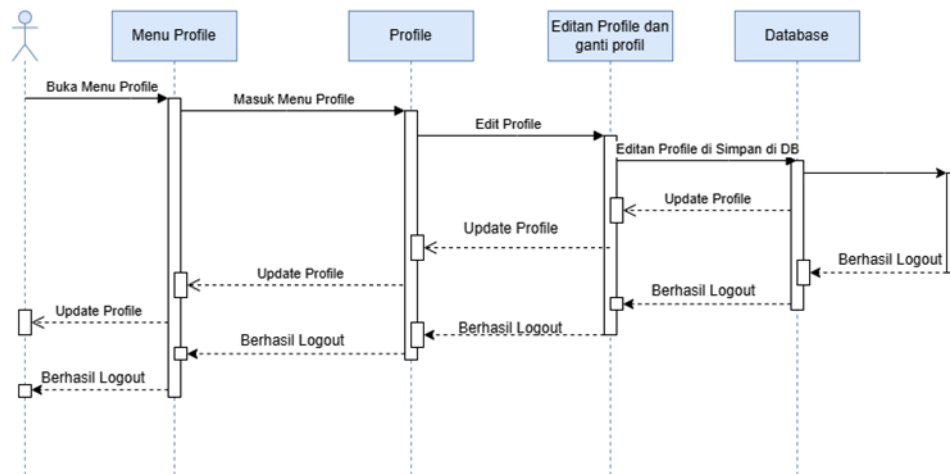 Menu Profile
Profile
Editan Profile dan
ganti profil
Database
Buka Menu Profile
Masuk Menu Profile
Edit Profile
Editan Profile di Simpan di DB
Update Profile
Update Profile
Berhasil Logout
Update Profile
Berhasil Logout
Update Profile
Berhasil Logout
Berhasil Logout
Berhasil Logout